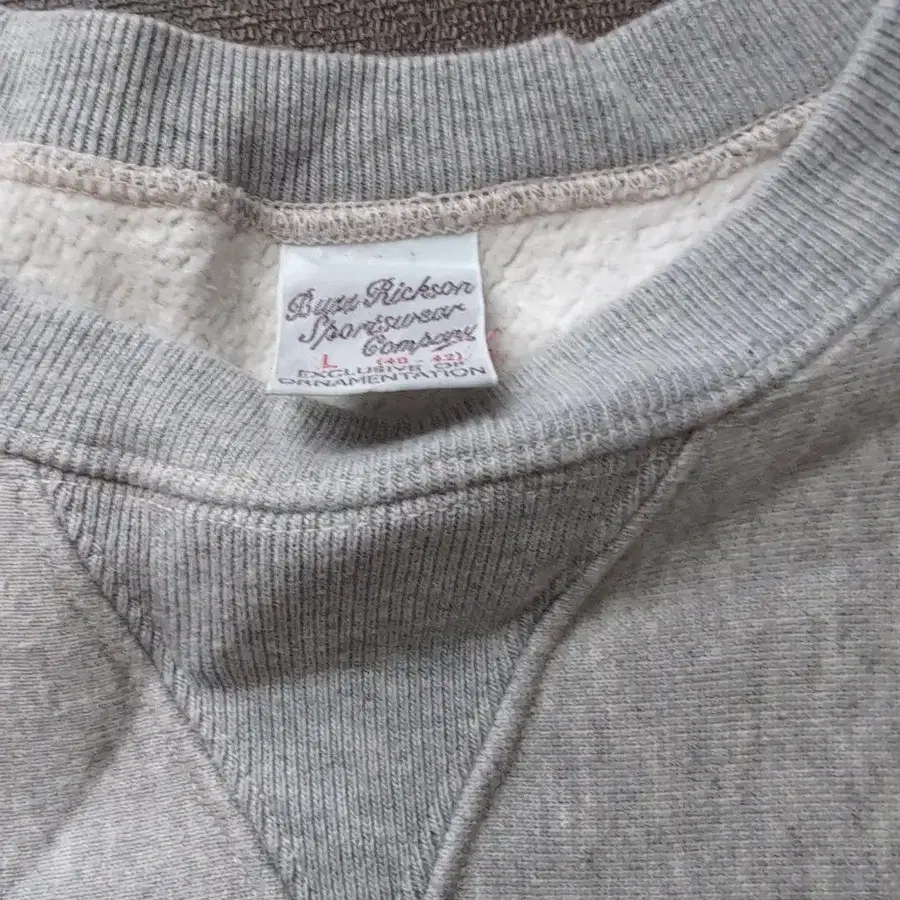 Buzz Rickson
Sportswear
Company
L (40 - 42)
EXCLUSIVE OF
ORNAMENTATION